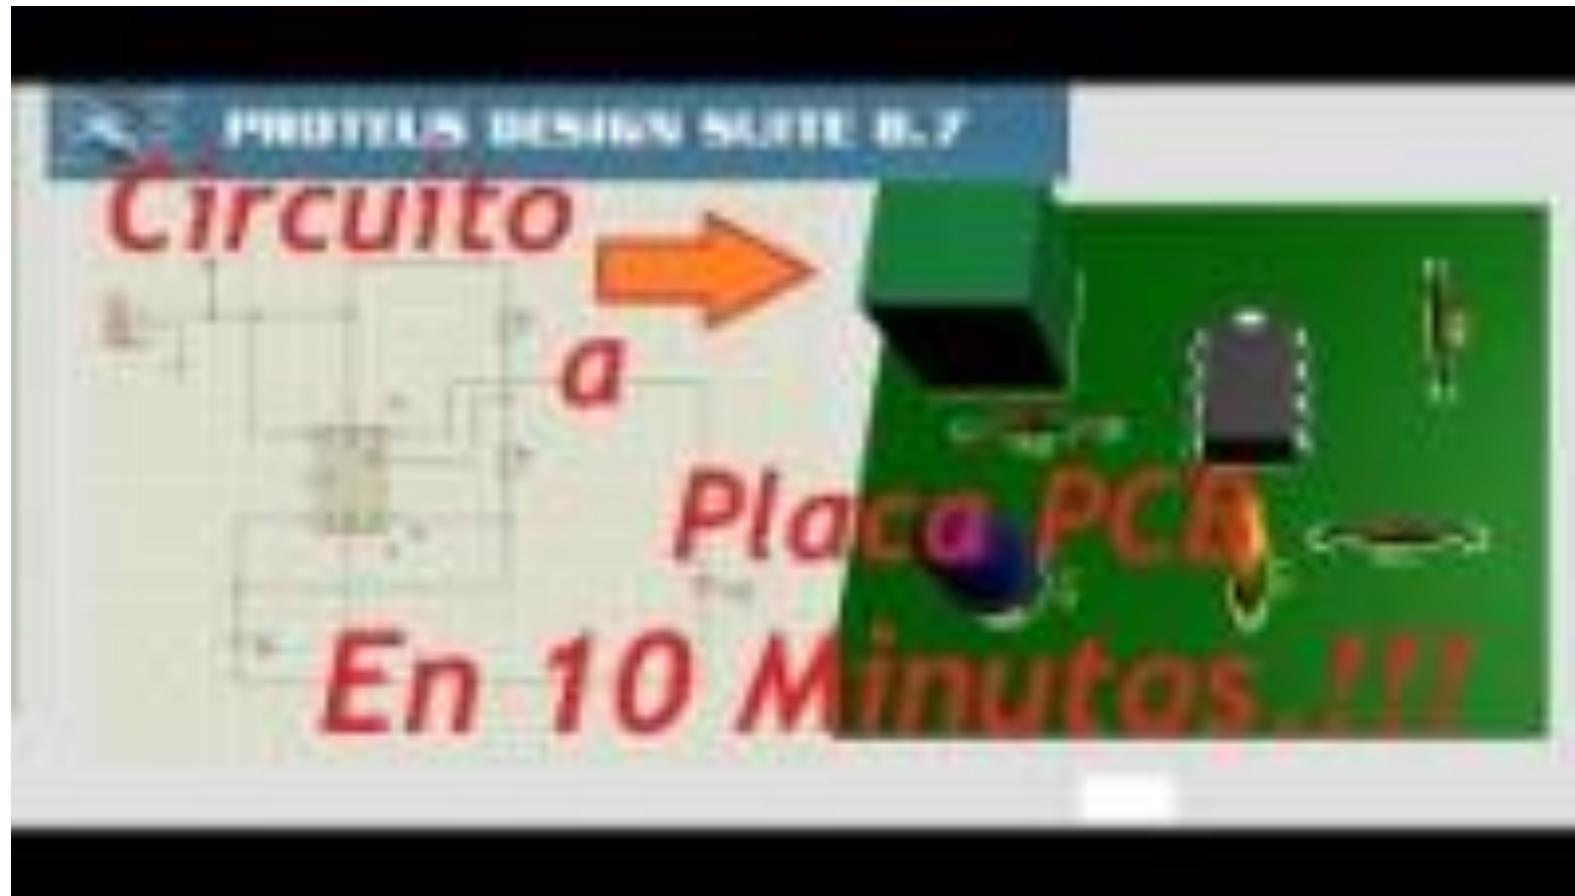 PROTEUS DESIGN SUITE 8.7
Circuito
a
Placa PCB
En 10 Minutos.!!!